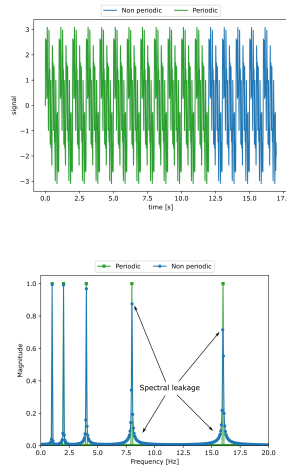 Non periodic Periodic
3
2
1
0
−1
−2
−3
signal
0.0 2.5 5.0 7.5 10.0 12.5 15.0 17.5
time [s]
Periodic Non periodic
1.0
0.8
0.6
0.4
0.2
0.0
Magnitude
Spectral leakage
0.0 2.5 5.0 7.5 10.0 12.5 15.0 17.5 20.0
Frequency [Hz]